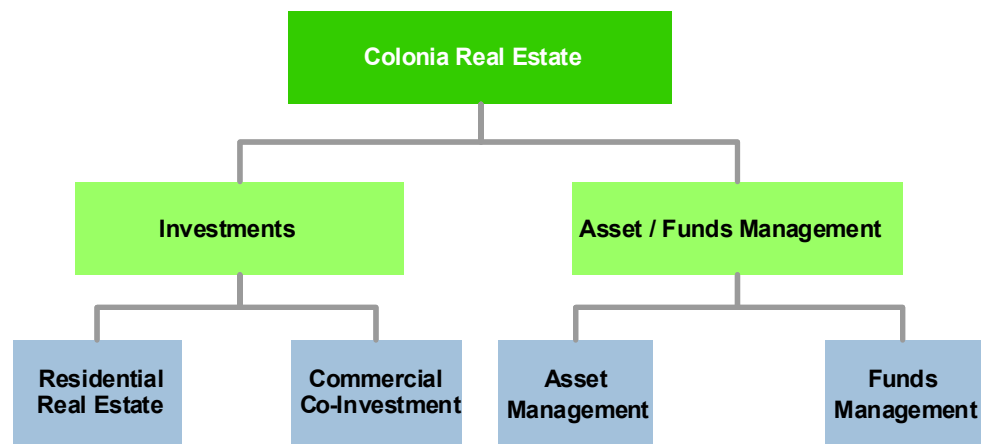 Colonia Real Estate
Investments
Asset / Funds Management
Residential
Real Estate
Commercial
Co-Investment
Asset
Management
Funds
Management